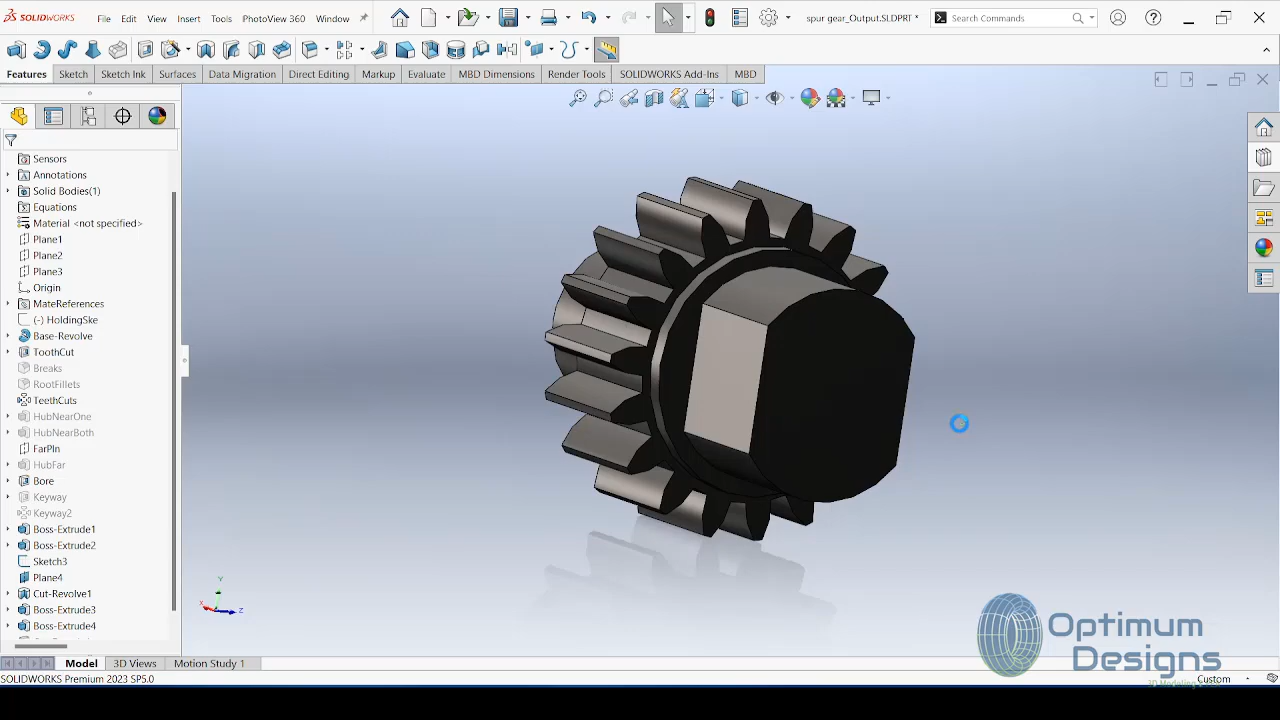 SOLIDWORKS
File Edit View Insert Tools PhotoView 360 Window
spur gear_Output.SLDPRT *
Search Commands
Features Sketch Sketch Ink Surfaces Data Migration Direct Editing Markup Evaluate MBD Dimensions Render Tools SOLIDWORKS Add-Ins MBD
Sensors
Annotations
Solid Bodies(1)
Equations
Material <not specified>
Plane1
Plane2
Plane3
Origin
MateReferences
(-) HoldingSke
Base-Revolve
ToothCut
Breaks
RootFillets
TeethCuts
HubNearOne
HubNearBoth
FarPln
HubFar
Bore
Keyway
Keyway2
Boss-Extrude1
Boss-Extrude2
Sketch3
Plane4
Cut-Revolve1
Boss-Extrude3
Boss-Extrude4
Y
X
Z
Optimum
Designs
Model 3D Views Motion Study 1
SOLIDWORKS Premium 2023 SP5.0
Custom